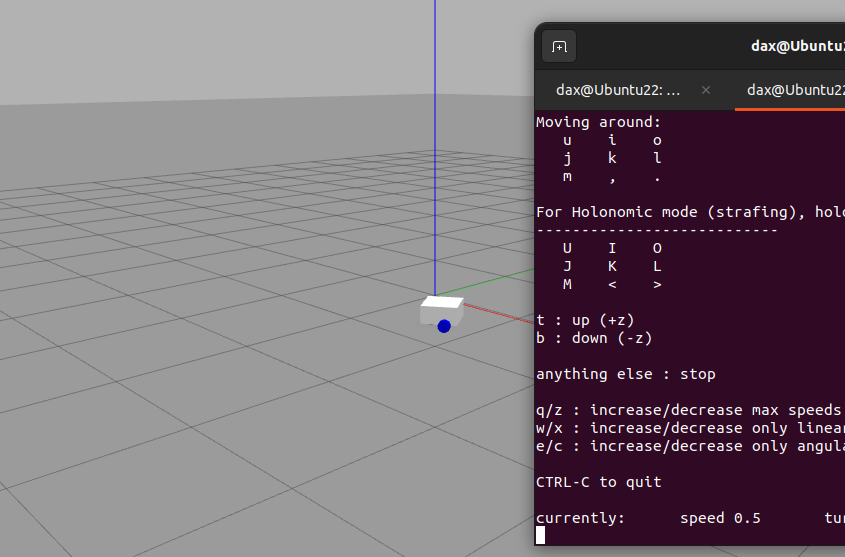 dax@Ubuntu2
dax@Ubuntu22: ... × dax@Ubuntu22
Moving around:
u i o
j k l
m , .
For Holonomic mode (strafing), hol
---------------------------
U I O
J K L
M < >
t : up (+z)
b : down (-z)
anything else : stop
q/z : increase/decrease max speeds
w/x : increase/decrease only linear
e/c : increase/decrease only angula
CTRL-C to quit
currently: speed 0.5 tur